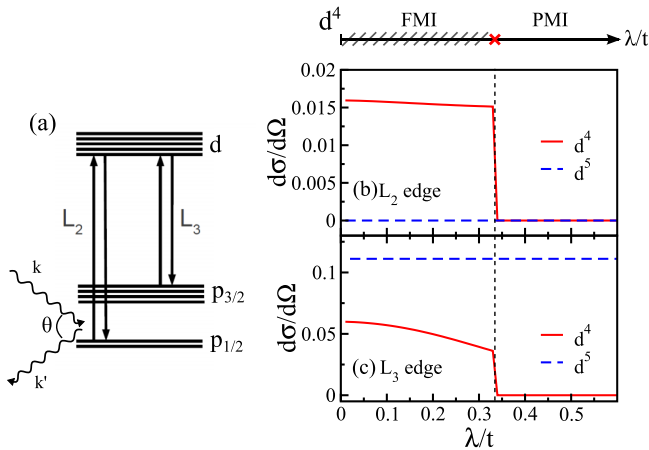 d⁴ FMI PMI
λ/t
(a)
d
L₂ L₃
k
p₃/₂
θ
p₁/₂
k'
dσ/dΩ
0.02
0.015
0.01
0.005
0
d⁴
d⁵
(b) L₂ edge
dσ/dΩ
0.1
0.05
0
d⁴
d⁵
(c) L₃ edge
0 0.1 0.2 0.3 0.4 0.5
λ/t